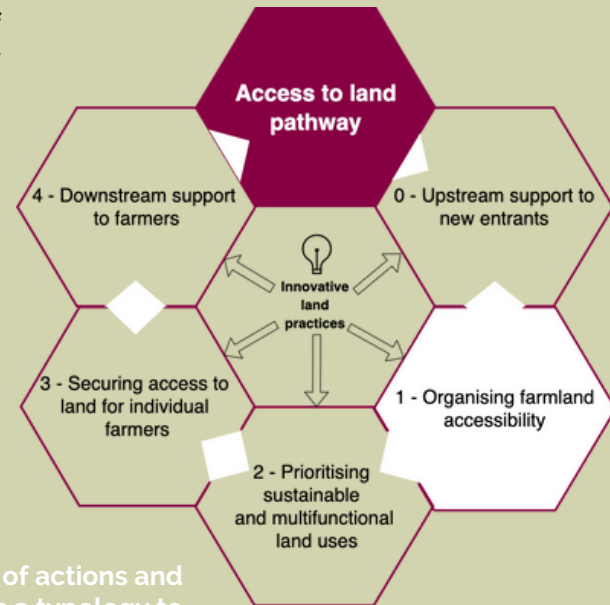 Access to land
pathway
4 - Downstream support
to farmers
0 - Upstream support to
new entrants
Innovative
land
practices
3 - Securing access to
land for individual
farmers
1 - Organising farmland
accessibility
2 - Prioritising
sustainable
and multifunctional
land uses
of actions and